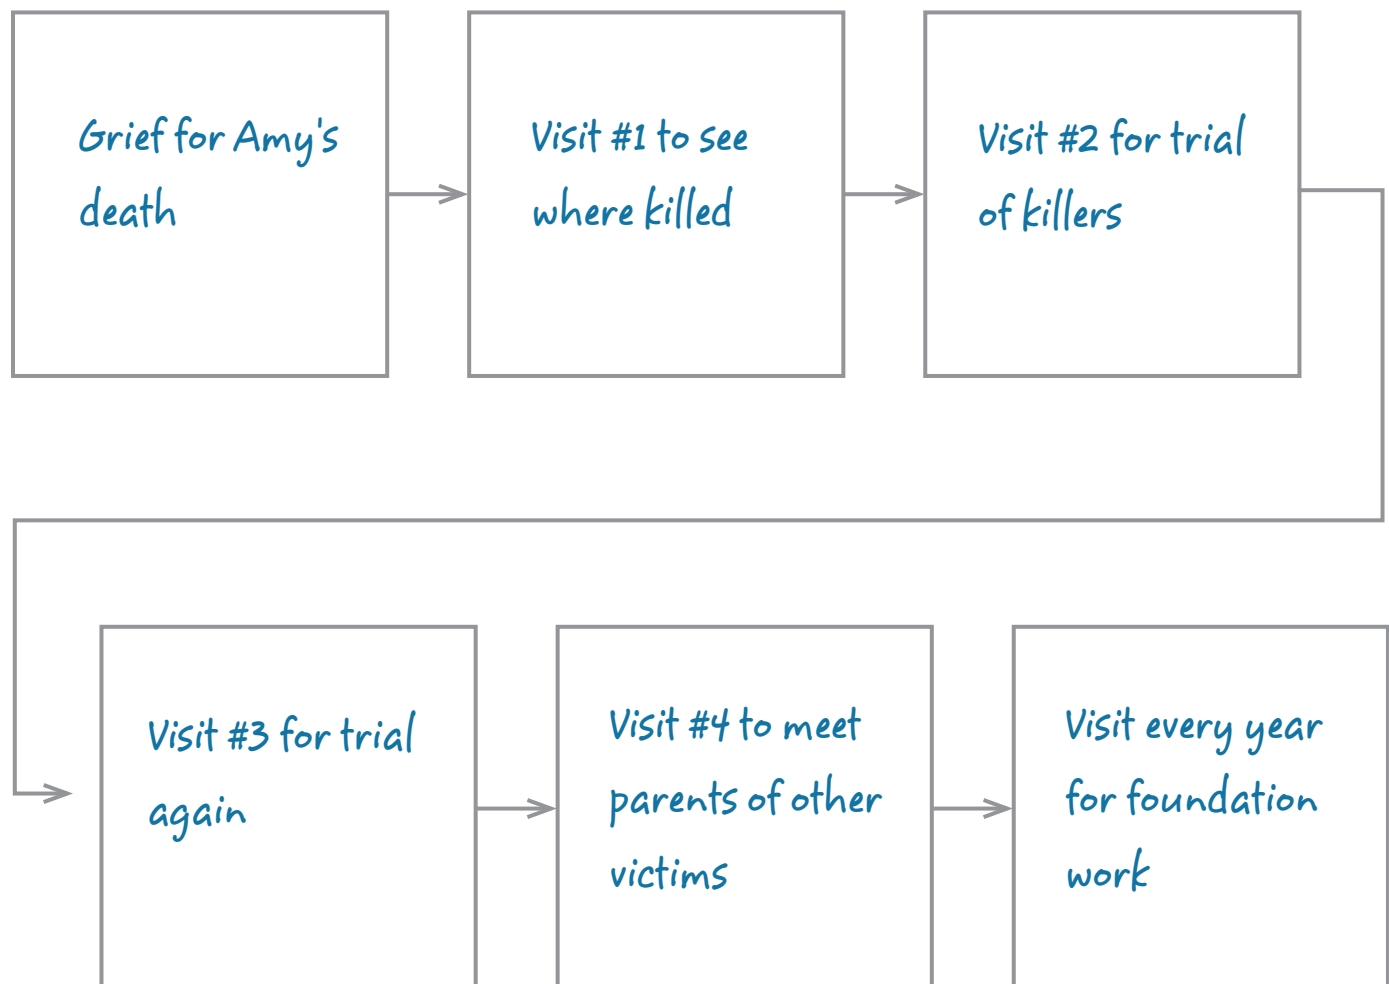 Grief for Amy's
death
Visit #1 to see
where killed
Visit #2 for trial
of killers
Visit #3 for trial
again
Visit #4 to meet
parents of other
victims
Visit every year
for foundation
work